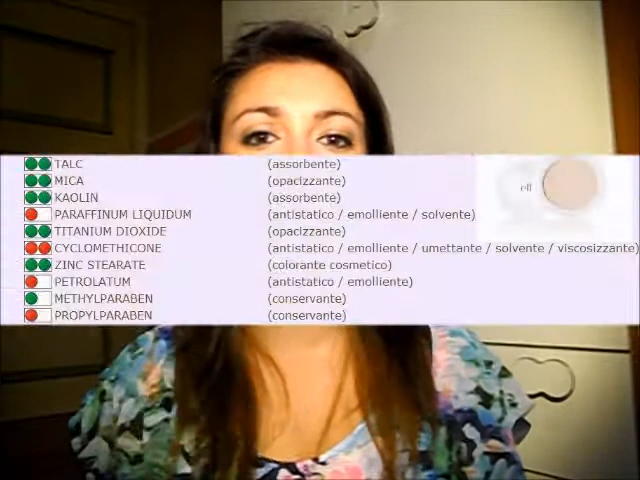 TALC (assorbente)
MICA (opacizzante)
KAOLIN (assorbente)
PARAFFINUM LIQUIDUM (antistatico / emolliente / solvente)
TITANIUM DIOXIDE (opacizzante)
CYCLOMETHICONE (antistatico / emolliente / umettante / solvente / viscosizzante)
ZINC STEARATE (colorante cosmetico)
PETROLATUM (antistatico / emolliente)
METHYLPARABEN (conservante)
PROPYLPARABEN (conservante)
elf